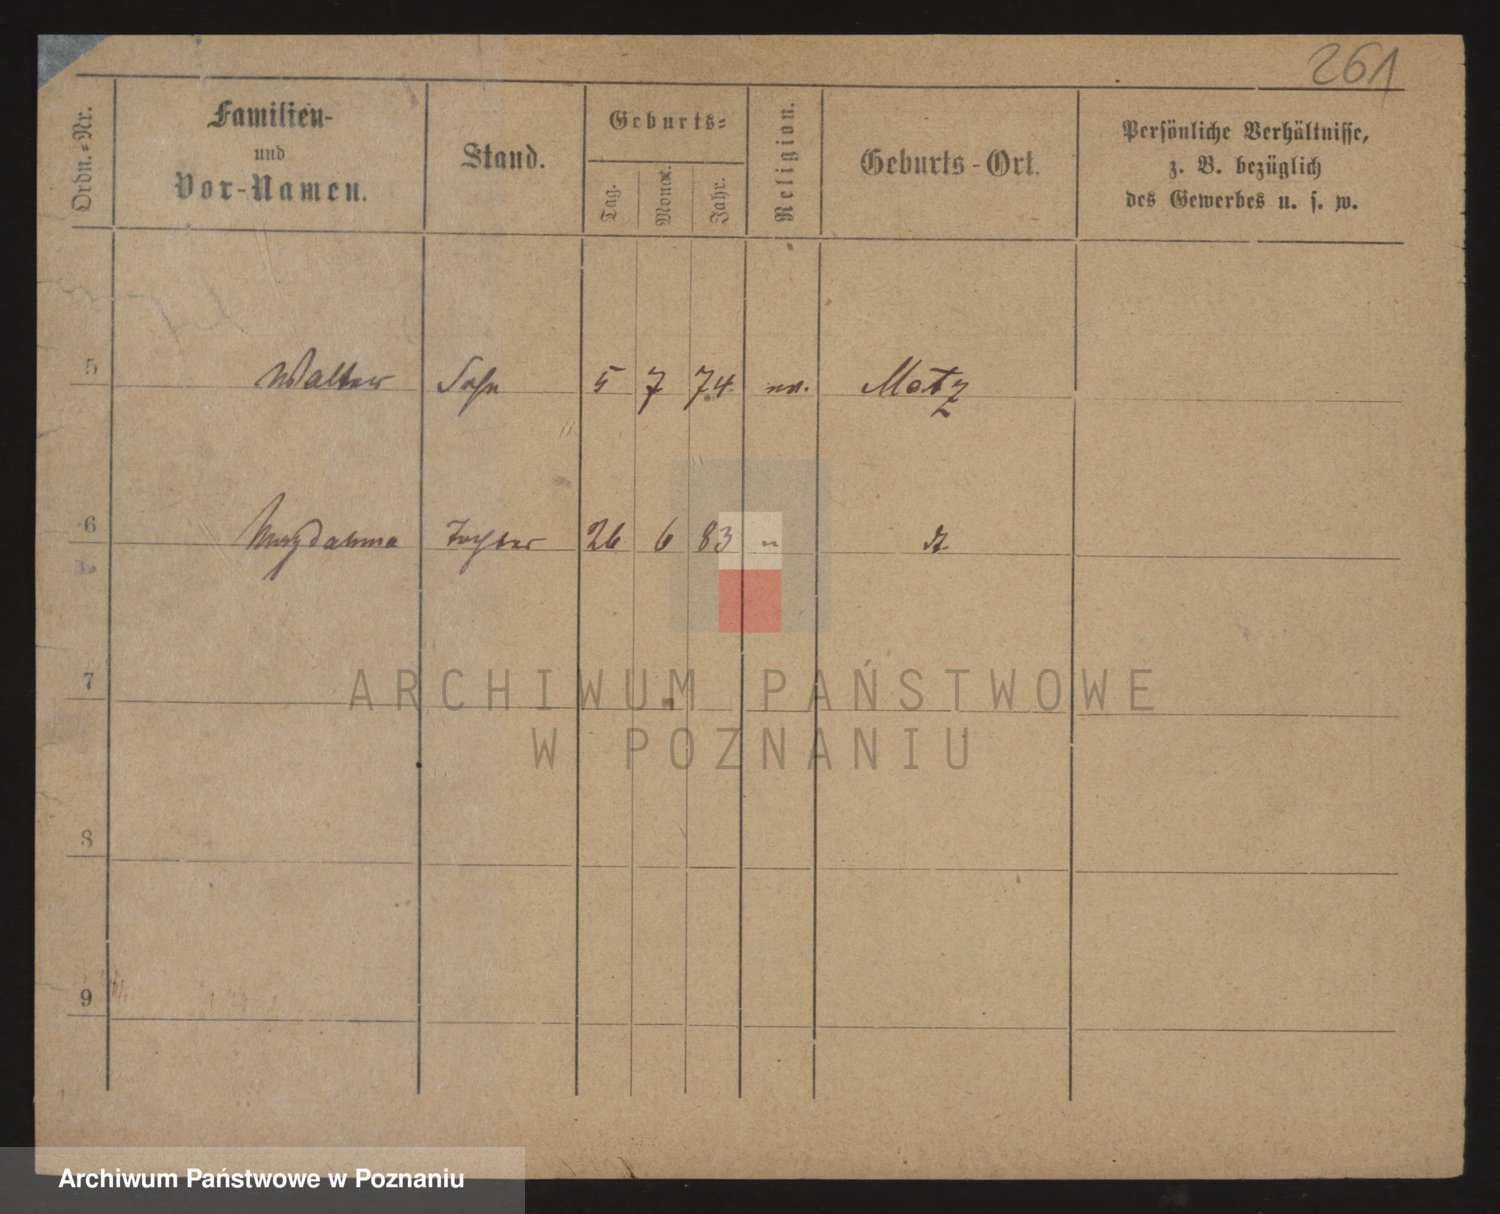 261
Ordn.-Nr.
Familien-
und
Vor-Namen.
Stand.
Geburts-
Tag.
Monat.
Jahr.
Religion.
Geburts-Ort.
Persönliche Verhältnisse,
z. B. bezüglich
des Gewerbes u. s. w.
5 Walter Sohn 5 7 74 Metz
6 Magdalena Tochter 26 6 83 "
7
8
9
ARCHIWUM PAŃSTWOWE
W POZNANIU
Archiwum Państwowe w Poznaniu